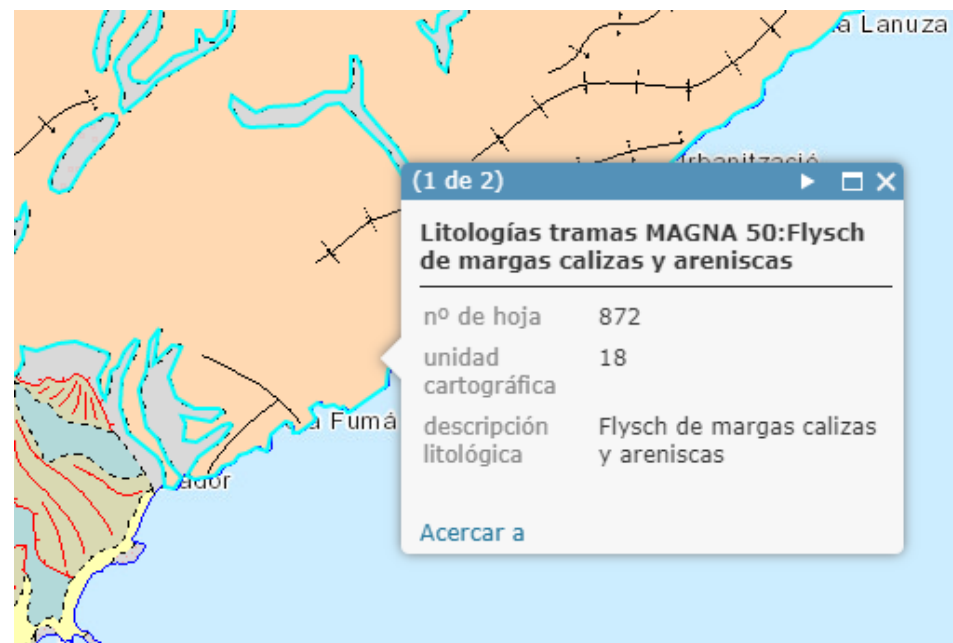 a Lanuza
Urbanització
(1 de 2)
Litologías tramas MAGNA 50:Flysch
de margas calizas y areniscas
nº de hoja 872
unidad 18
cartográfica
descripción Flysch de margas calizas
litológica y areniscas
a Fumá
ador
Acercar a